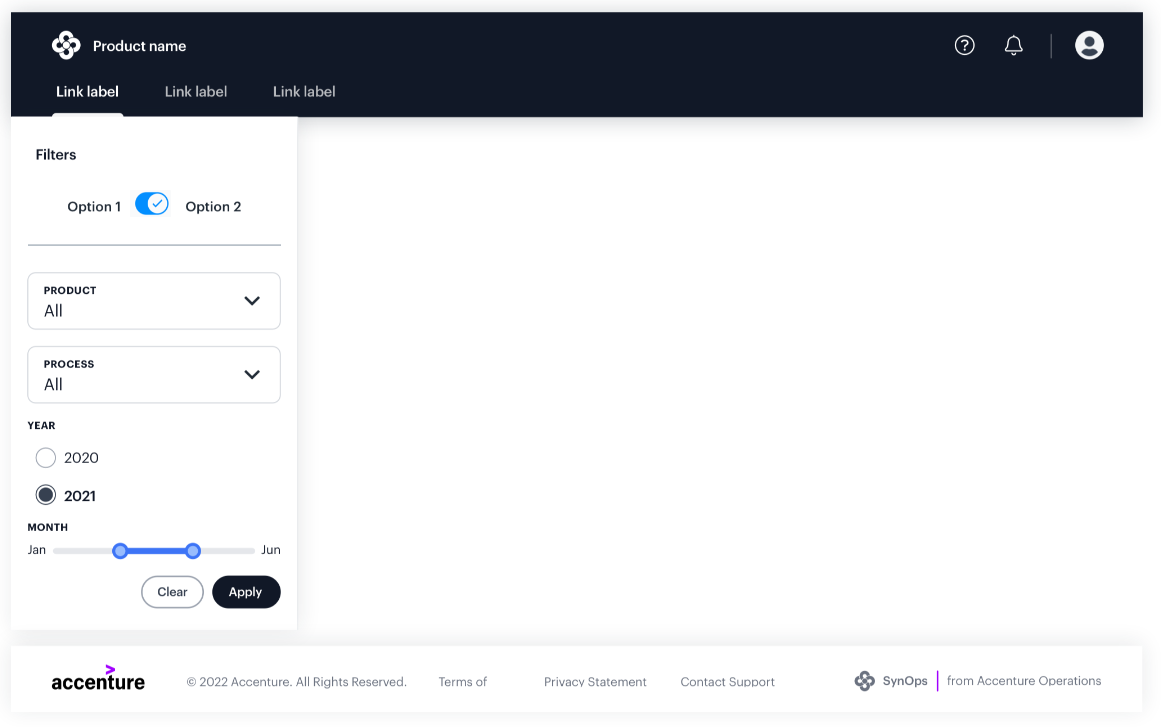 Product name
Link label Link label Link label
Filters
Option 1 Option 2
PRODUCT
All
PROCESS
All
YEAR
2020
2021
MONTH
Jan Jun
Clear Apply
accenture © 2022 Accenture. All Rights Reserved. Terms of Privacy Statement Contact Support SynOps from Accenture Operations